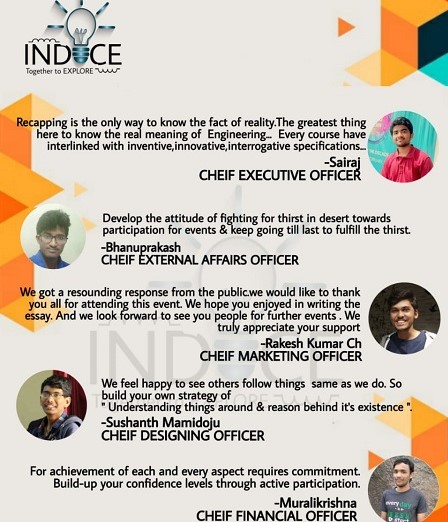 INDUCE
Together to EXPLORE
Recapping is the only way to know the fact of reality.The greatest thing
here to know the real meaning of Engineering... Every course have
interlinked with inventive,innovative,interrogative specifications...
-Sairaj
CHEIF EXECUTIVE OFFICER
Develop the attitude of fighting for thirst in desert towards
participation for events & keep going till last to fulfill the thirst.
-Bhanuprakash
CHEIF EXTERNAL AFFAIRS OFFICER
We got a resounding response from the public.we would like to thank
you all for attending this event. We hope you enjoyed in writing the
essay. And we look forward to see you people for further events . We
truly appreciate your support
-Rakesh Kumar Ch
CHEIF MARKETING OFFICER
We feel happy to see others follow things same as we do. So
build your own strategy of
" Understanding things around & reason behind it's existence ".
-Sushanth Mamidoju
CHEIF DESIGNING OFFICER
For achievement of each and every aspect requires commitment.
Build-up your confidence levels through active participation.
-Muralikrishna
CHEIF FINANCIAL OFFICER